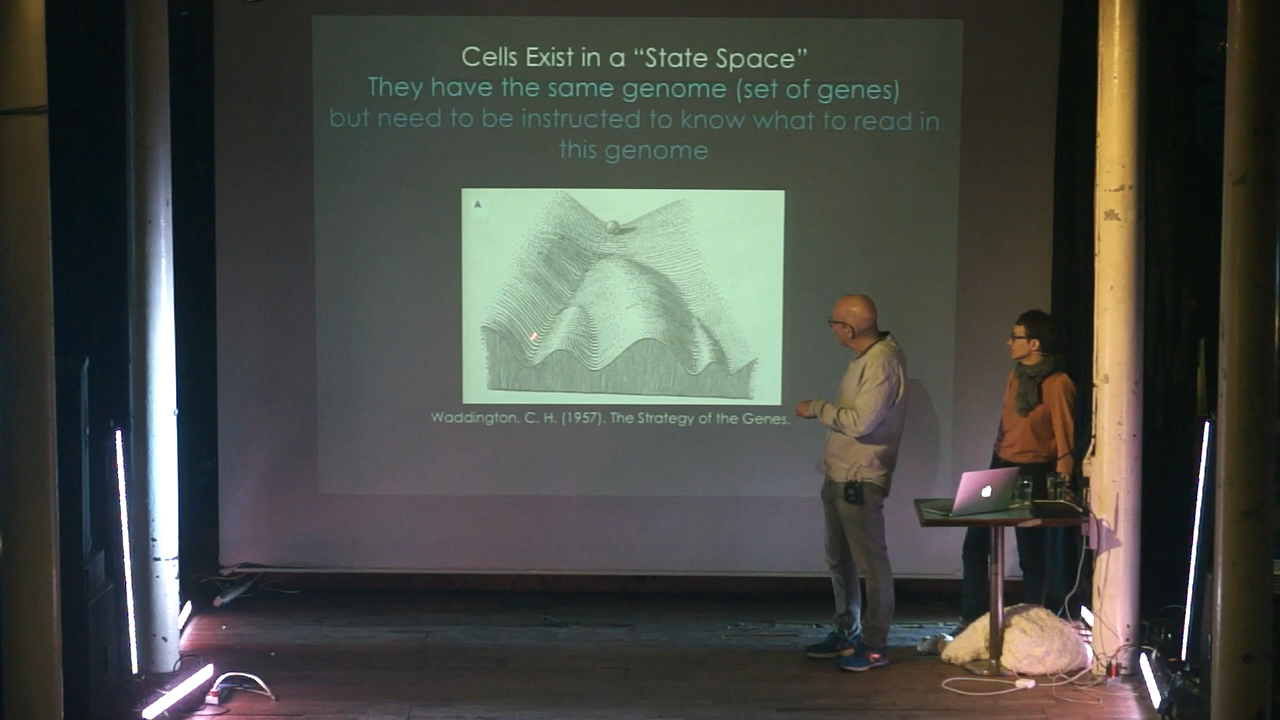 Cells Exist in a “State Space”
They have the same genome (set of genes)
but need to be instructed to know what to read in
this genome
A
Waddington, C. H. (1957). The Strategy of the Genes.